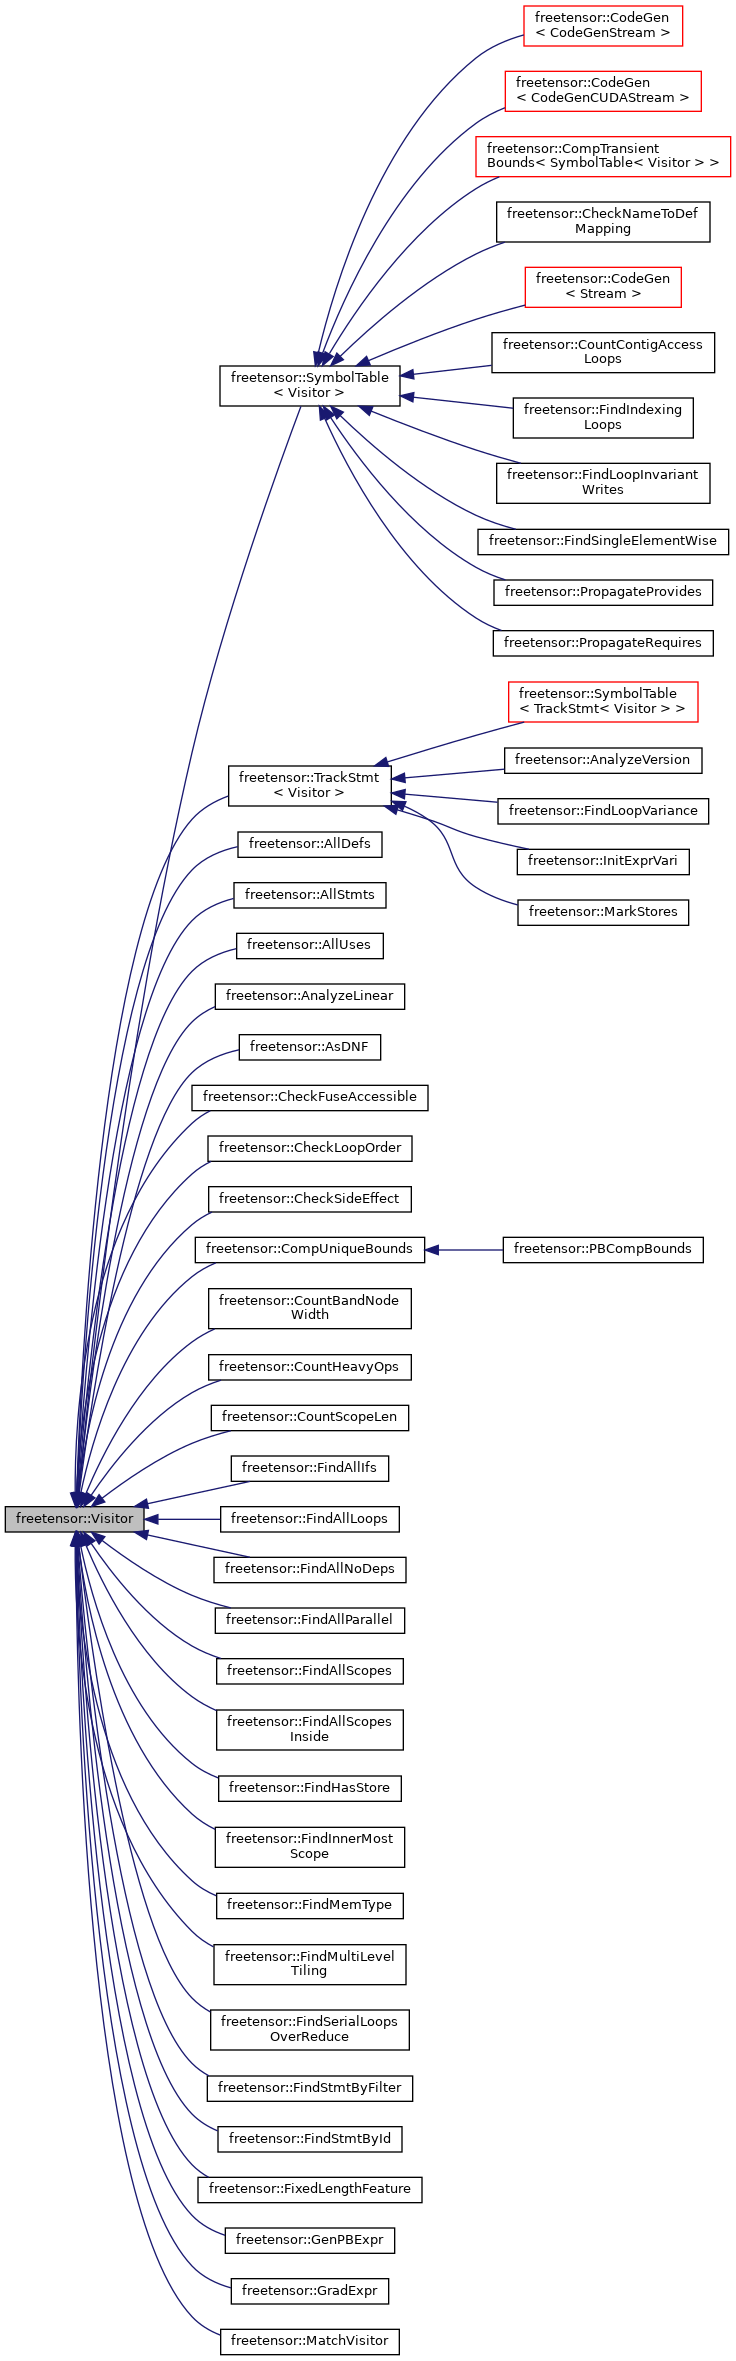 freetensor::CodeGen
< CodeGenStream >
freetensor::CodeGen
< CodeGenCUDAStream >
freetensor::CompTransient
Bounds< SymbolTable< Visitor > >
freetensor::CheckNameToDef
Mapping
freetensor::CodeGen
< Stream >
freetensor::CountContigAccess
Loops
freetensor::SymbolTable
< Visitor >
freetensor::FindIndexing
Loops
freetensor::FindLoopInvariant
Writes
freetensor::FindSingleElementWise
freetensor::PropagateProvides
freetensor::PropagateRequires
freetensor::SymbolTable
< TrackStmt< Visitor > >
freetensor::AnalyzeVersion
freetensor::TrackStmt
< Visitor >
freetensor::FindLoopVariance
freetensor::InitExprVari
freetensor::MarkStores
freetensor::AllDefs
freetensor::AllStmts
freetensor::AllUses
freetensor::AnalyzeLinear
freetensor::AsDNF
freetensor::CheckFuseAccessible
freetensor::CheckLoopOrder
freetensor::CheckSideEffect
freetensor::CompUniqueBounds
freetensor::PBCompBounds
freetensor::CountBandNode
Width
freetensor::CountHeavyOps
freetensor::CountScopeLen
freetensor::FindAllIfs
freetensor::Visitor
freetensor::FindAllLoops
freetensor::FindAllNoDeps
freetensor::FindAllParallel
freetensor::FindAllScopes
freetensor::FindAllScopes
Inside
freetensor::FindHasStore
freetensor::FindInnerMost
Scope
freetensor::FindMemType
freetensor::FindMultiLevel
Tiling
freetensor::FindSerialLoops
OverReduce
freetensor::FindStmtByFilter
freetensor::FindStmtById
freetensor::FixedLengthFeature
freetensor::GenPBExpr
freetensor::GradExpr
freetensor::MatchVisitor